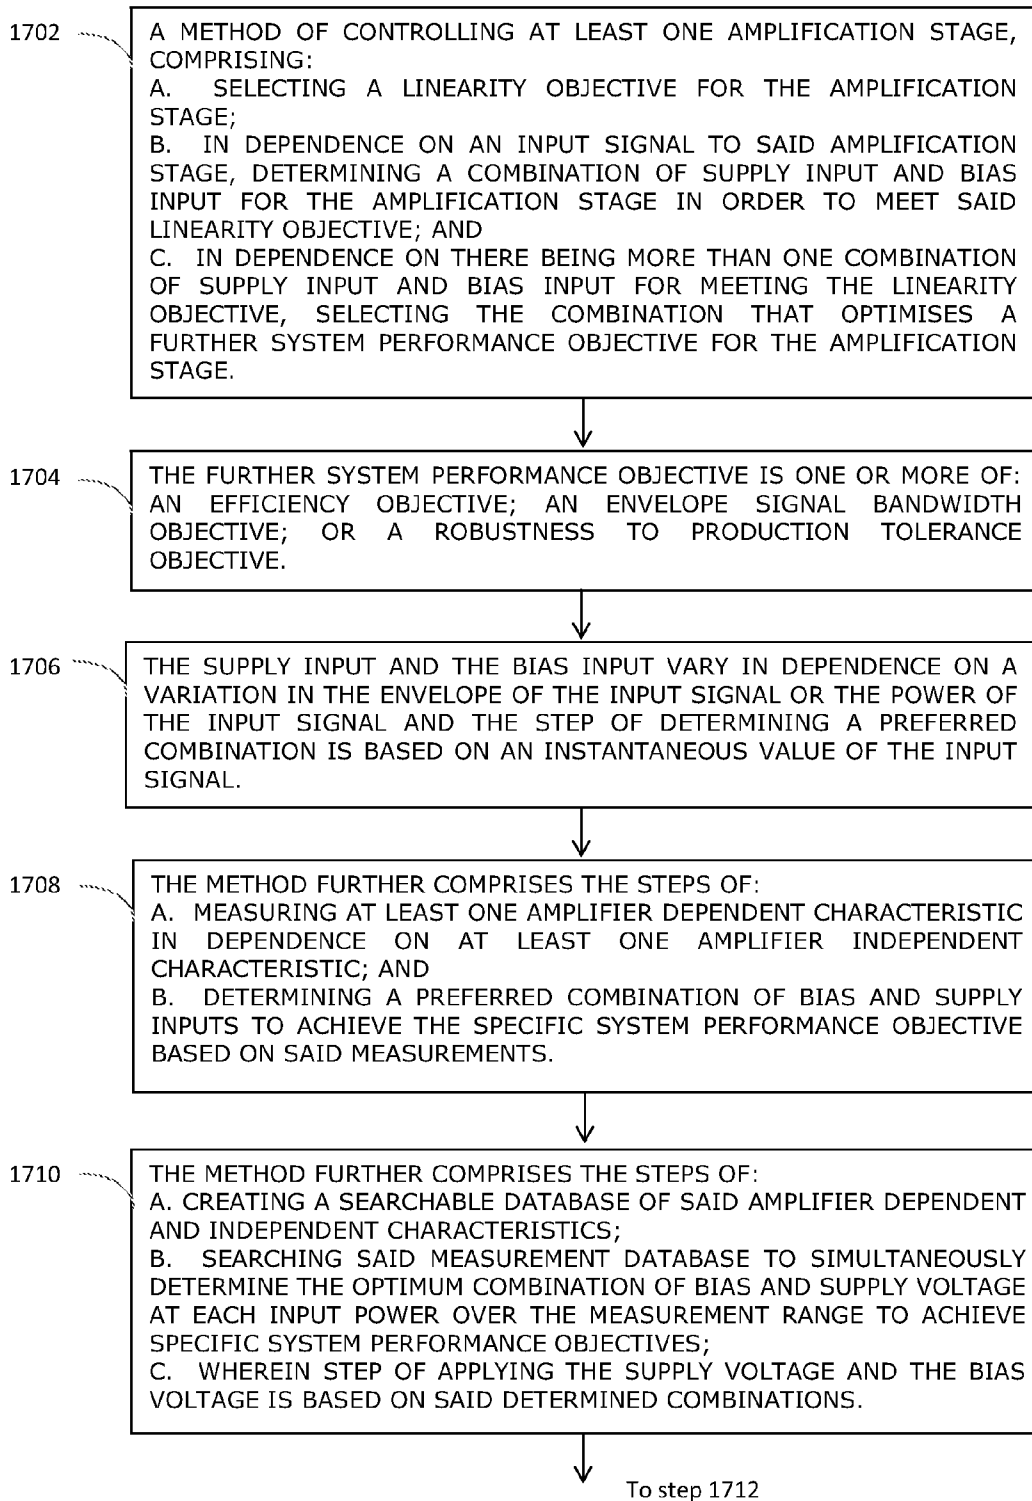 1702
A METHOD OF CONTROLLING AT LEAST ONE AMPLIFICATION STAGE,
COMPRISING:
A. SELECTING A LINEARITY OBJECTIVE FOR THE AMPLIFICATION
STAGE;
B. IN DEPENDENCE ON AN INPUT SIGNAL TO SAID AMPLIFICATION
STAGE, DETERMINING A COMBINATION OF SUPPLY INPUT AND BIAS
INPUT FOR THE AMPLIFICATION STAGE IN ORDER TO MEET SAID
LINEARITY OBJECTIVE; AND
C. IN DEPENDENCE ON THERE BEING MORE THAN ONE COMBINATION
OF SUPPLY INPUT AND BIAS INPUT FOR MEETING THE LINEARITY
OBJECTIVE, SELECTING THE COMBINATION THAT OPTIMISES A
FURTHER SYSTEM PERFORMANCE OBJECTIVE FOR THE AMPLIFICATION
STAGE.
1704
THE FURTHER SYSTEM PERFORMANCE OBJECTIVE IS ONE OR MORE OF:
AN EFFICIENCY OBJECTIVE; AN ENVELOPE SIGNAL BANDWIDTH
OBJECTIVE; OR A ROBUSTNESS TO PRODUCTION TOLERANCE
OBJECTIVE.
1706
THE SUPPLY INPUT AND THE BIAS INPUT VARY IN DEPENDENCE ON A
VARIATION IN THE ENVELOPE OF THE INPUT SIGNAL OR THE POWER OF
THE INPUT SIGNAL AND THE STEP OF DETERMINING A PREFERRED
COMBINATION IS BASED ON AN INSTANTANEOUS VALUE OF THE INPUT
SIGNAL.
1708
THE METHOD FURTHER COMPRISES THE STEPS OF:
A. MEASURING AT LEAST ONE AMPLIFIER DEPENDENT CHARACTERISTIC
IN DEPENDENCE ON AT LEAST ONE AMPLIFIER INDEPENDENT
CHARACTERISTIC; AND
B. DETERMINING A PREFERRED COMBINATION OF BIAS AND SUPPLY
INPUTS TO ACHIEVE THE SPECIFIC SYSTEM PERFORMANCE OBJECTIVE
BASED ON SAID MEASUREMENTS.
1710
THE METHOD FURTHER COMPRISES THE STEPS OF:
A. CREATING A SEARCHABLE DATABASE OF SAID AMPLIFIER DEPENDENT
AND INDEPENDENT CHARACTERISTICS;
B. SEARCHING SAID MEASUREMENT DATABASE TO SIMULTANEOUSLY
DETERMINE THE OPTIMUM COMBINATION OF BIAS AND SUPPLY VOLTAGE
AT EACH INPUT POWER OVER THE MEASUREMENT RANGE TO ACHIEVE
SPECIFIC SYSTEM PERFORMANCE OBJECTIVES;
C. WHEREIN STEP OF APPLYING THE SUPPLY VOLTAGE AND THE BIAS
VOLTAGE IS BASED ON SAID DETERMINED COMBINATIONS.
To step 1712